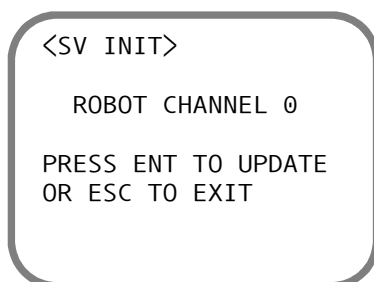 <SV INIT>
ROBOT CHANNEL 0
PRESS ENT TO UPDATE
OR ESC TO EXIT